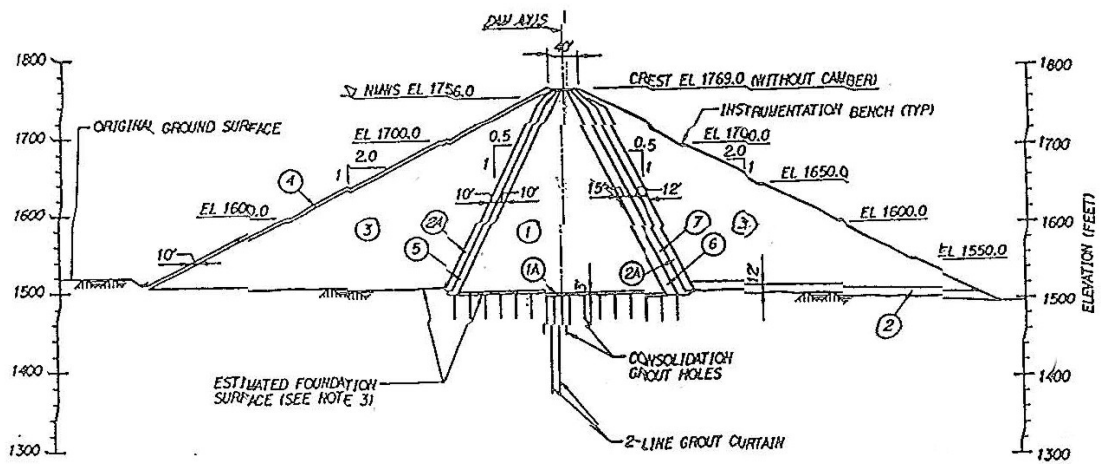 DAM AXIS
40'
1800
1800
NMWS EL 1756.0
CREST EL 1769.0 (WITHOUT CAMBER)
INSTRUMENTATION BENCH (TYP)
ORIGINAL GROUND SURFACE
1700
EL 1700.0
0.5
1
0.5
1
EL 1700.0
1700
2.0
1
2.0
1
EL 1650.0
4
10'
10'
15'
12'
1600
EL 1600.0
EL 1600.0
1600
3
2A
1
7
3
10'
5
1A
2A
6
EL 1550.0
12'
1500
1500
2
ELEVATION (FEET)
CONSOLIDATION
GROUT HOLES
1400
ESTIMATED FOUNDATION
SURFACE (SEE NOTE 3)
1400
2-LINE GROUT CURTAIN
1300
1300